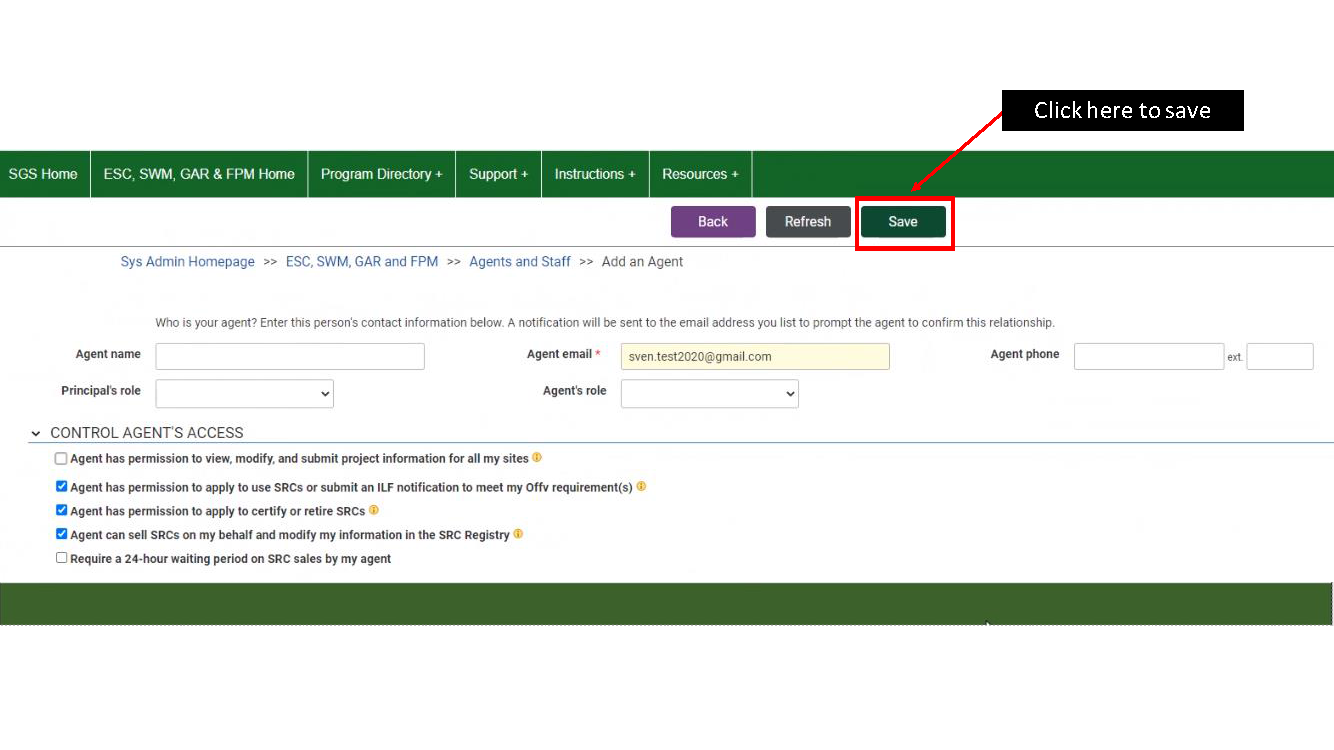 Click here to save
SGS Home ESC, SWM, GAR & FPM Home Program Directory + Support + Instructions + Resources +
Back Refresh Save
Sys Admin Homepage >> ESC, SWM, GAR and FPM >> Agents and Staff >> Add an Agent
Who is your agent? Enter this person's contact information below. A notification will be sent to the email address you list to prompt the agent to confirm this relationship.
Agent name Agent email * sven.test2020@gmail.com Agent phone ext.
Principal's role Agent's role
CONTROL AGENT'S ACCESS
Agent has permission to view, modify, and submit project information for all my sites
Agent has permission to apply to use SRCs or submit an ILF notification to meet my Offv requirement(s)
Agent has permission to apply to certify or retire SRCs
Agent can sell SRCs on my behalf and modify my information in the SRC Registry
Require a 24-hour waiting period on SRC sales by my agent